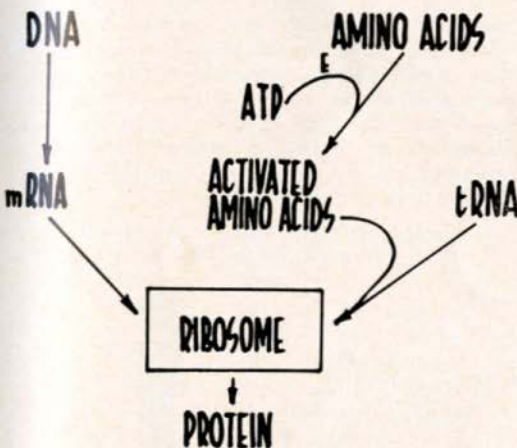 DNA
AMINO ACIDS
E
ATP
mRNA
ACTIVATED
AMINO ACIDS
tRNA
RIBOSOME
PROTEIN